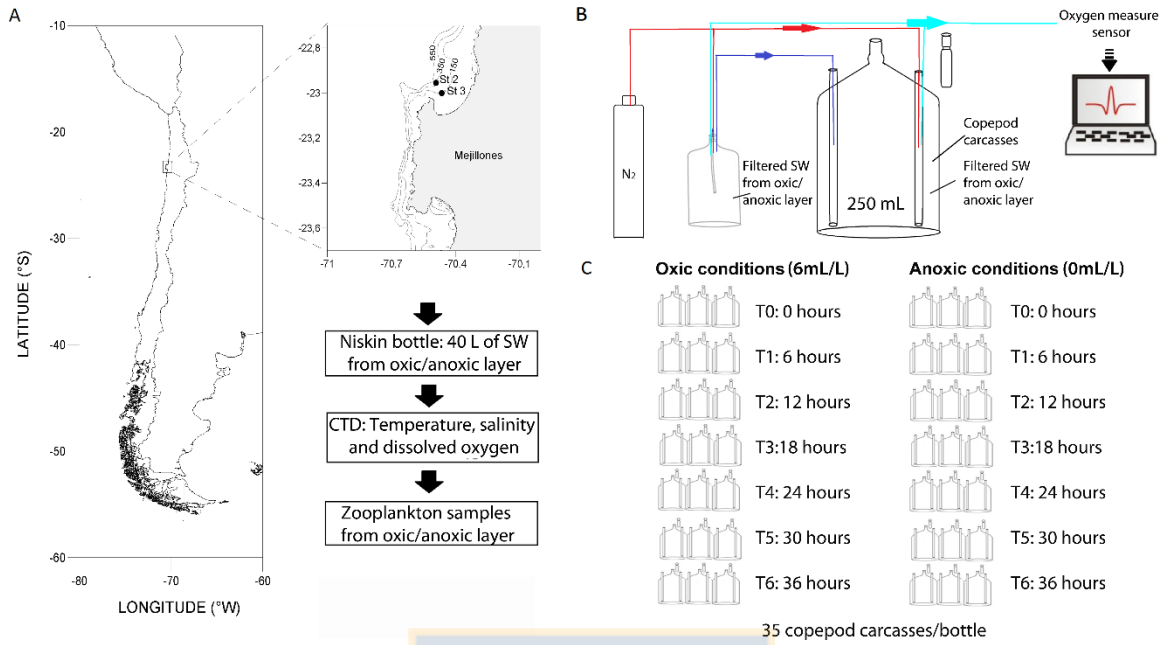 A
-10
-20
-30
-40
-50
-60
LATITUDE (°S)
-80
-70
-60
LONGITUDE (°W)
-22,8
-23
-23,2
-23,4
-23,6
-71
-70.7
-70.4
-70.1
550
350
150
St 2
St 3
Mejillones
Niskin bottle: 40 L of SW
from oxic/anoxic layer
CTD: Temperature, salinity
and dissolved oxygen
Zooplankton samples
from oxic/anoxic layer
B
Oxygen measure
sensor
N2
Filtered SW
from oxic/
anoxic layer
250 mL
Copepod
carcasses
Filtered SW
from oxic/
anoxic layer
C
Oxic conditions (6mL/L)
T0: 0 hours
T1: 6 hours
T2: 12 hours
T3:18 hours
T4: 24 hours
T5: 30 hours
T6: 36 hours
Anoxic conditions (0mL/L)
T0: 0 hours
T1: 6 hours
T2: 12 hours
T3:18 hours
T4: 24 hours
T5: 30 hours
T6: 36 hours
35 copepod carcasses/bottle